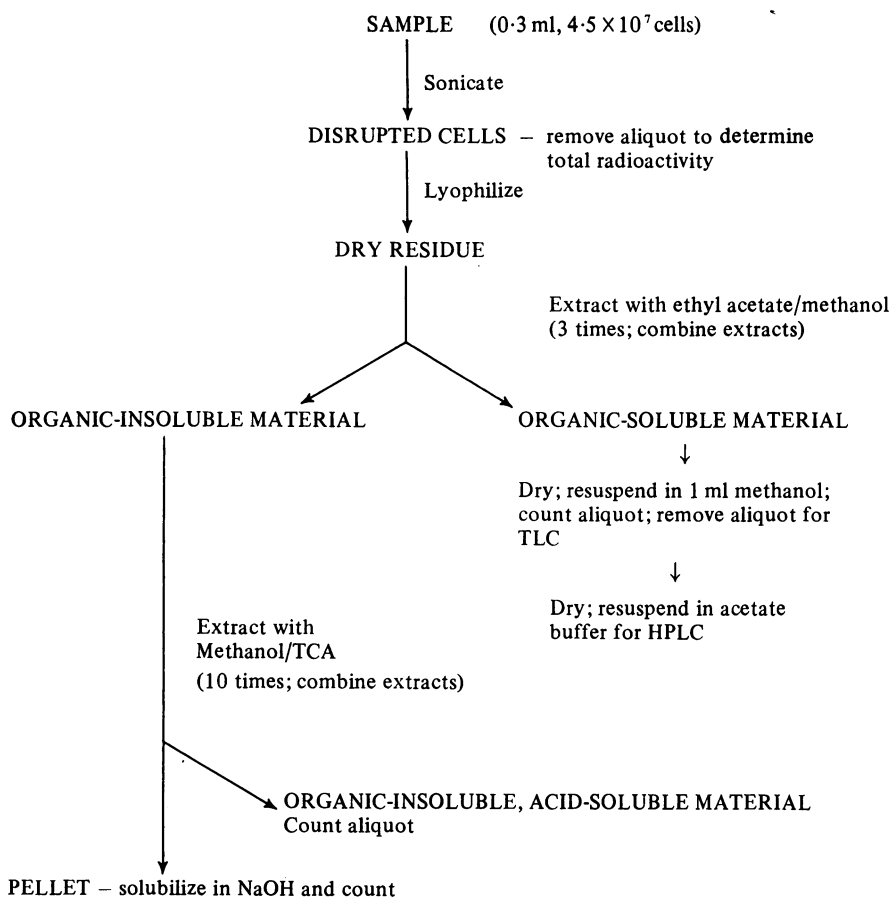 SAMPLE (0·3 ml, 4·5 × 10⁷ cells)
Sonicate
DISRUPTED CELLS – remove aliquot to determine
total radioactivity
Lyophilize
DRY RESIDUE
Extract with ethyl acetate/methanol
(3 times; combine extracts)
ORGANIC-INSOLUBLE MATERIAL
ORGANIC-SOLUBLE MATERIAL
Dry; resuspend in 1 ml methanol;
count aliquot; remove aliquot for
TLC
Dry; resuspend in acetate
buffer for HPLC
Extract with
Methanol/TCA
(10 times; combine extracts)
ORGANIC-INSOLUBLE, ACID-SOLUBLE MATERIAL
Count aliquot
PELLET – solubilize in NaOH and count